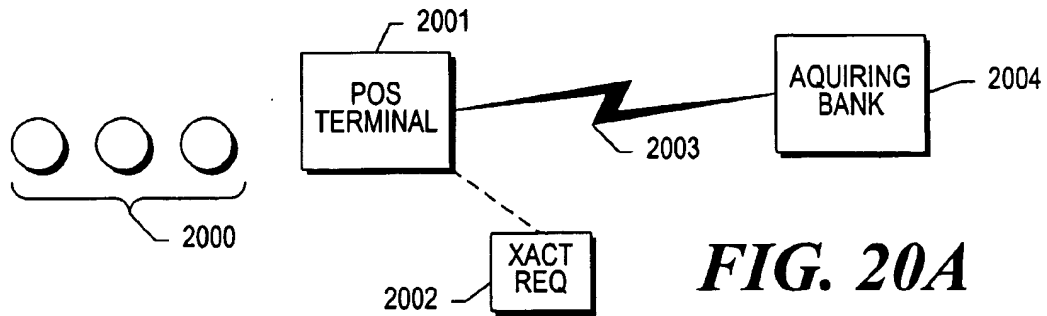 2001
POS
TERMINAL
2003
AQUIRING
BANK
2004
2000
XACT
REQ
2002
FIG. 20A